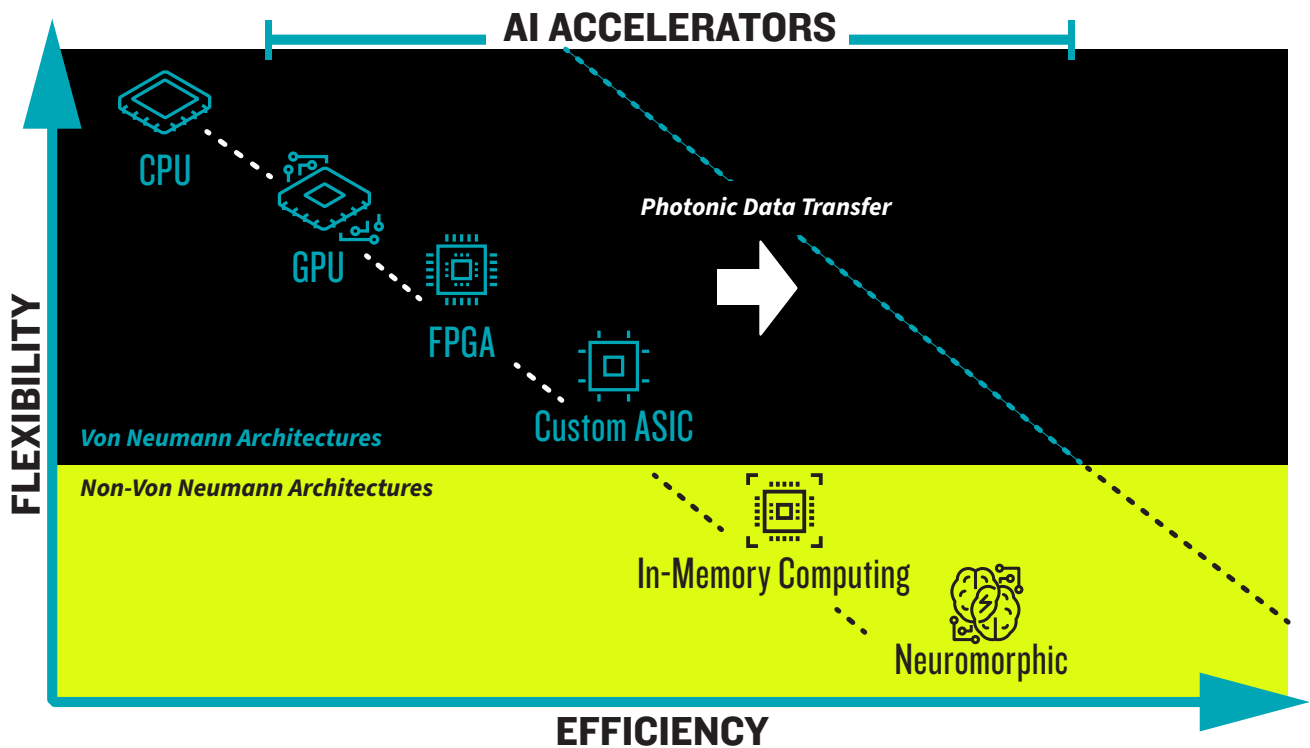 AI ACCELERATORS
CPU
Photonic Data Transfer
GPU
FPGA
Custom ASIC
Von Neumann Architectures
Non-Von Neumann Architectures
In-Memory Computing
Neuromorphic
FLEXIBILITY
EFFICIENCY